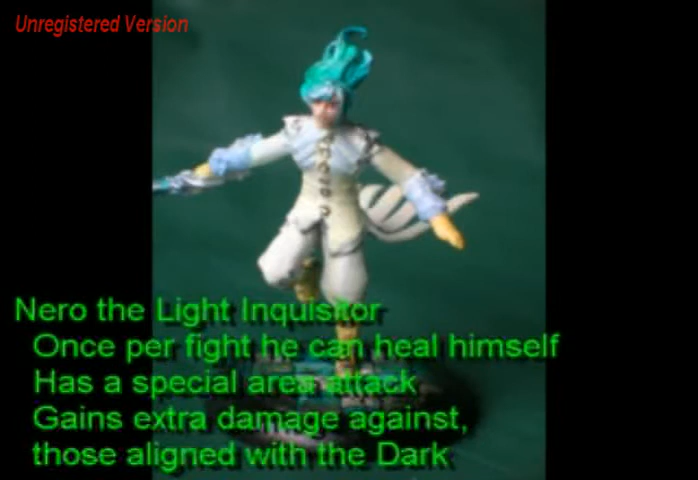 Unregistered Version
Nero the Light Inquisitor
Once per fight he can heal himself
Has a special area attack
Gains extra damage against,
those aligned with the Dark